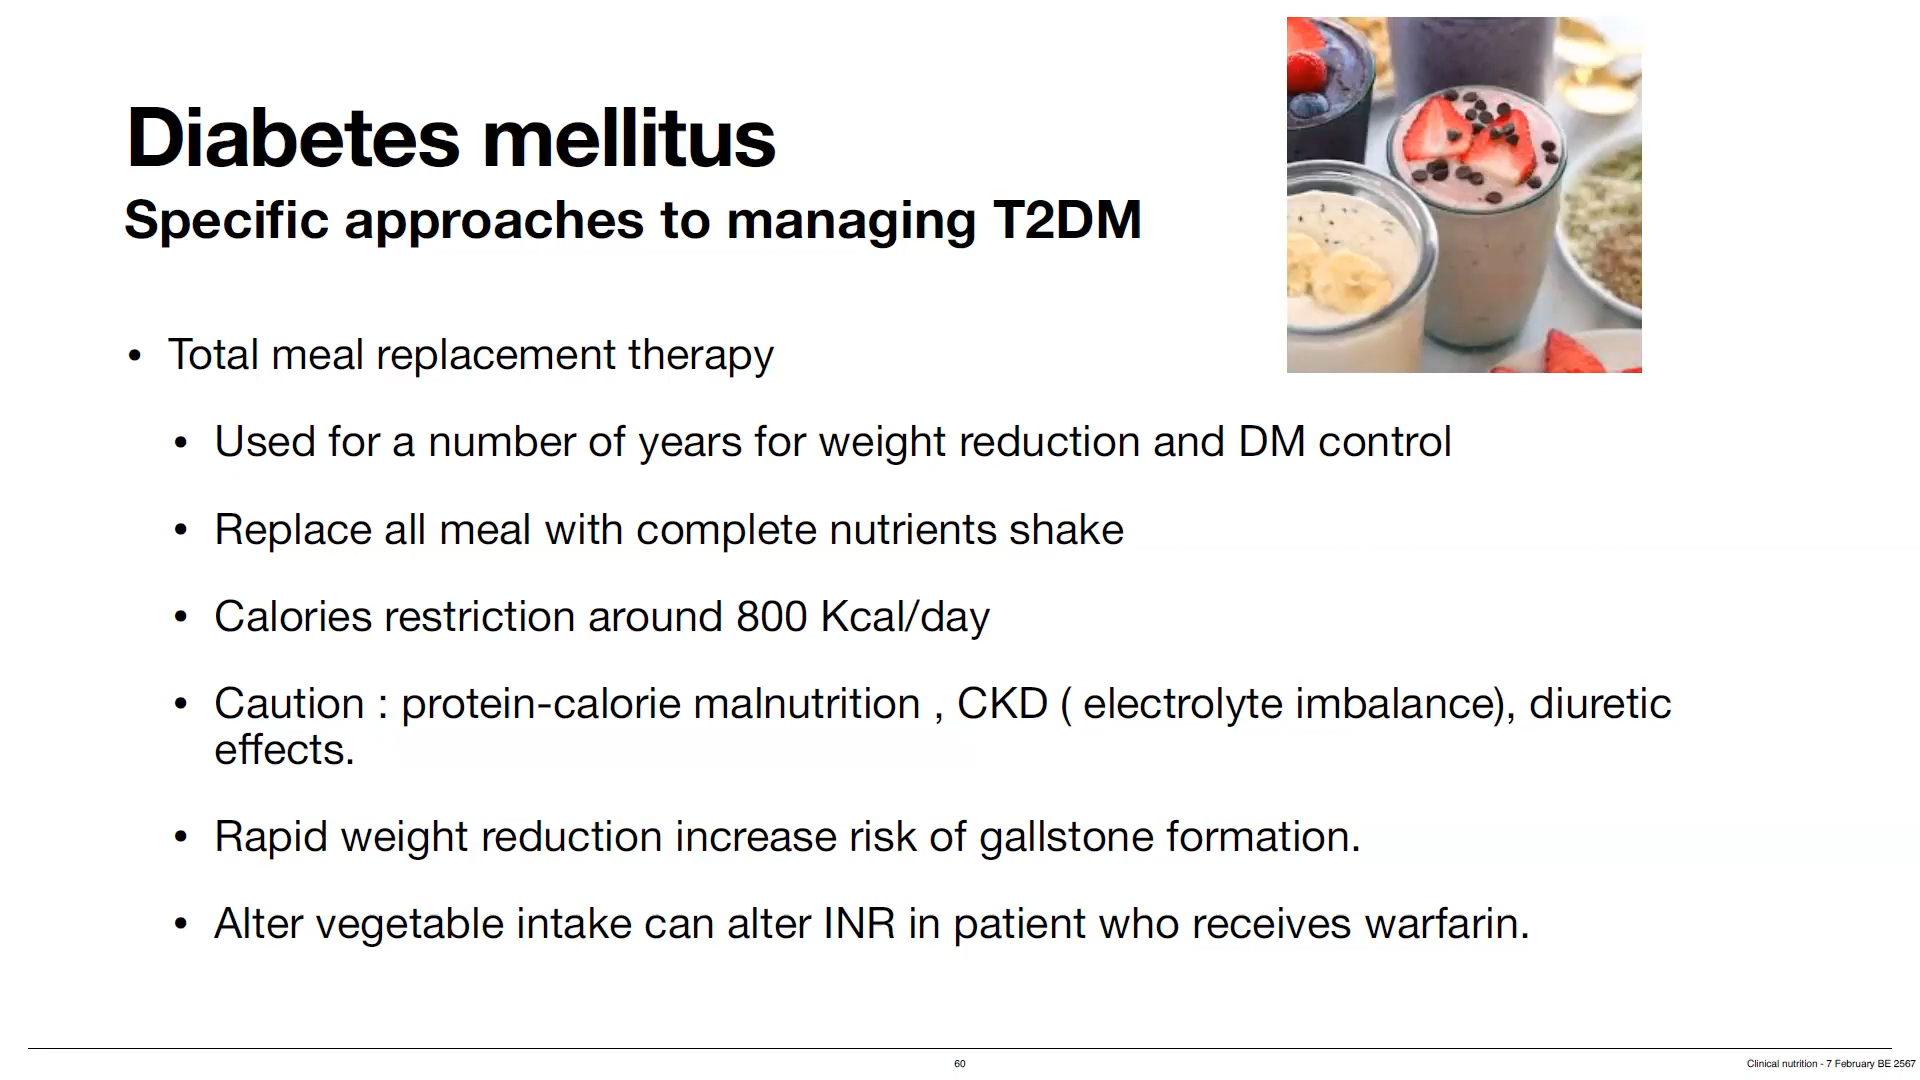 Diabetes mellitus
Specific approaches to managing T2DM
• Total meal replacement therapy
• Used for a number of years for weight reduction and DM control
• Replace all meal with complete nutrients shake
• Calories restriction around 800 Kcal/day
• Caution : protein-calorie malnutrition , CKD ( electrolyte imbalance), diuretic
effects.
• Rapid weight reduction increase risk of gallstone formation.
• Alter vegetable intake can alter INR in patient who receives warfarin.
60
Clinical nutrition - 7 February BE 2567